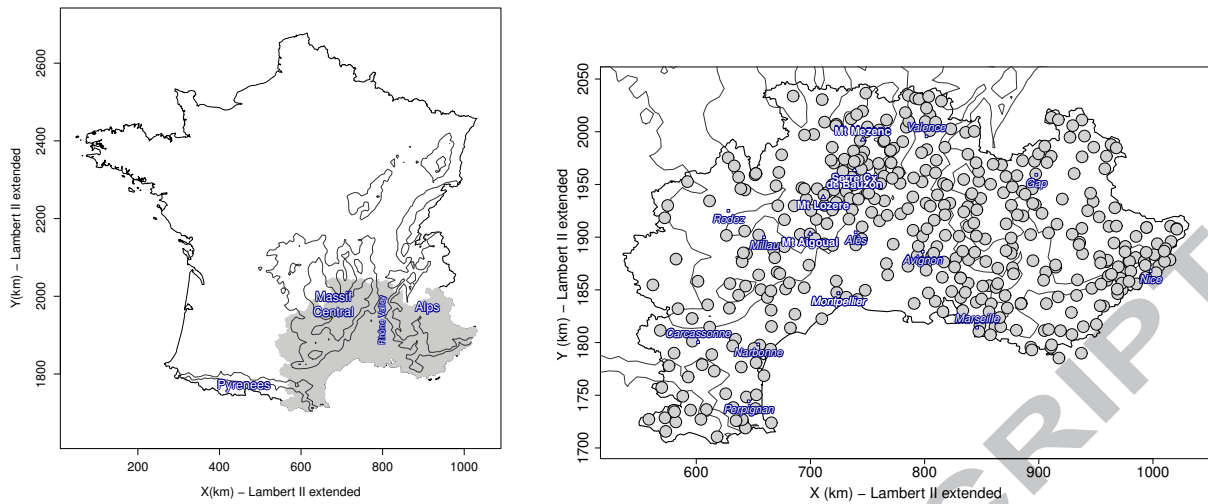 2600
2400
2200
2000
1800
Y(km) – Lambert II extended
Massif
Central
Rhône Valley
Alps
Pyrenees
200 400 600 800 1000
X(km) – Lambert II extended
2050
2000
1950
1900
1850
1800
1750
1700
Y (km) – Lambert II extended
Mt Mezenc
Valence
Serre Cx
de Bauzon
Gap
Mt Lozere
Rodez
Millau
Mt Aigoual
Ales
Avignon
Nice
Montpellier
Marseille
Carcassonne
Narbonne
Perpignan
600 700 800 900 1000
X (km) – Lambert II extended
CRIPT